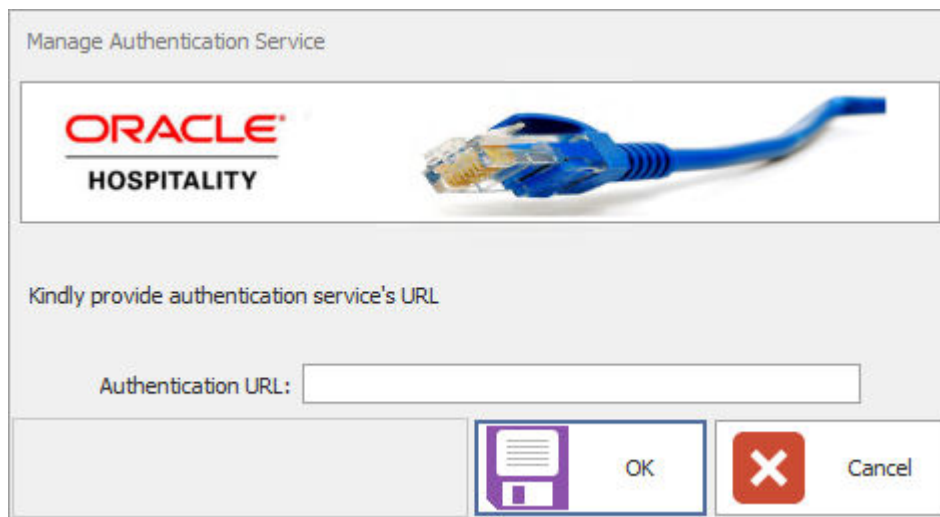 Manage Authentication Service
ORACLE
HOSPITALITY
Kindly provide authentication service's URL
Authentication URL:
OK
Cancel